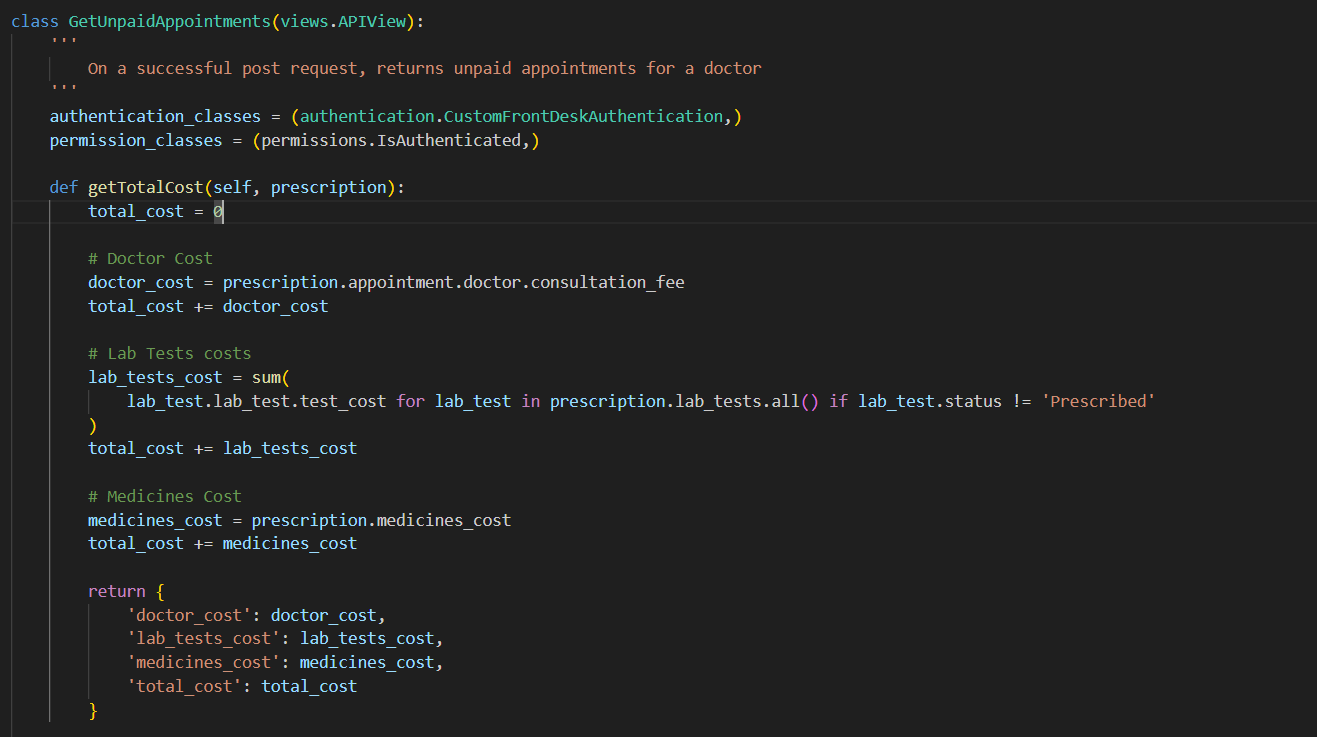 class GetUnpaidAppointments(views.APIView):
    '''
        On a successful post request, returns unpaid appointments for a doctor
    '''
    authentication_classes = (authentication.CustomFrontDeskAuthentication,)
    permission_classes = (permissions.IsAuthenticated,)

    def getTotalCost(self, prescription):
        total_cost = 0

        # Doctor Cost
        doctor_cost = prescription.appointment.doctor.consultation_fee
        total_cost += doctor_cost

        # Lab Tests costs
        lab_tests_cost = sum(
            lab_test.lab_test.test_cost for lab_test in prescription.lab_tests.all() if lab_test.status != 'Prescribed'
        )
        total_cost += lab_tests_cost

        # Medicines Cost
        medicines_cost = prescription.medicines_cost
        total_cost += medicines_cost

        return {
            'doctor_cost': doctor_cost,
            'lab_tests_cost': lab_tests_cost,
            'medicines_cost': medicines_cost,
            'total_cost': total_cost
        }